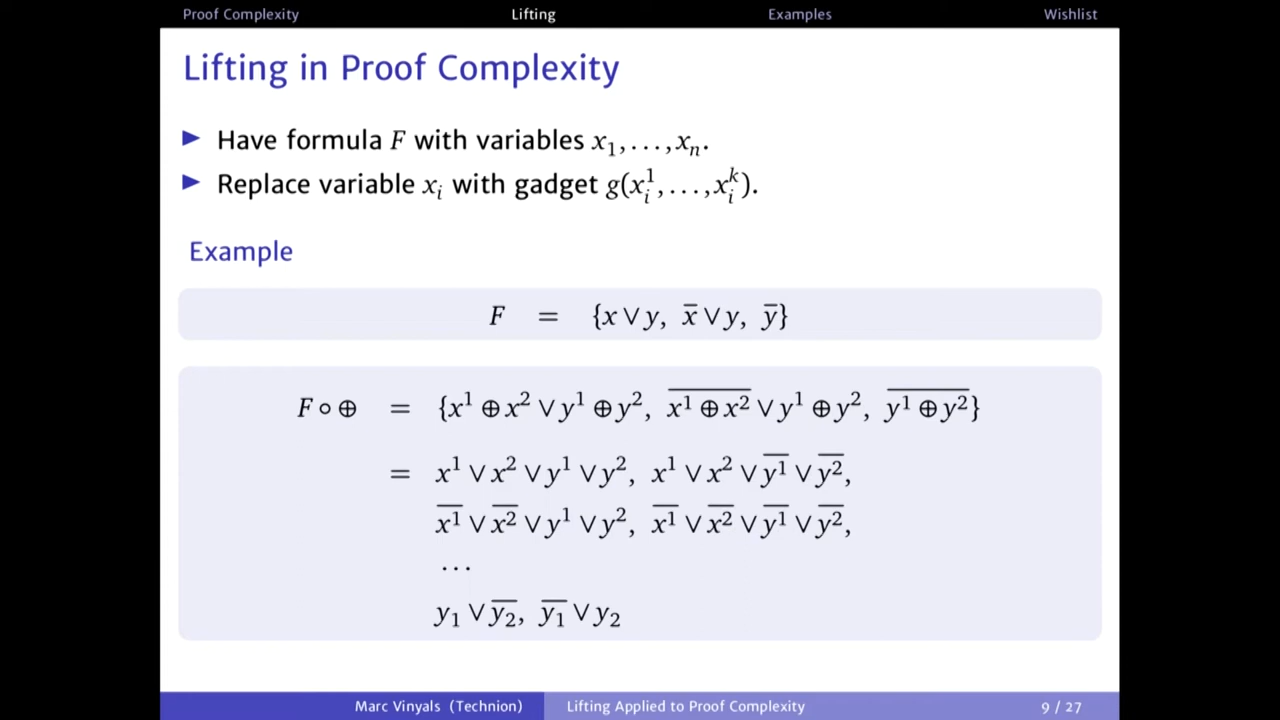 Proof Complexity Lifting Examples Wishlist
Lifting in Proof Complexity
▶ Have formula F with variables x₁,...,xₙ.
▶ Replace variable xᵢ with gadget g(xᵢ¹,...,xᵢᵏ).
Example
F = {x ∨ y, x̅ ∨ y, y̅}
F ∘ ⊕ = {x¹ ⊕ x² ∨ y¹ ⊕ y², \overline{x¹ ⊕ x²} ∨ y¹ ⊕ y², \overline{y¹ ⊕ y²}}
= x¹ ∨ x² ∨ y¹ ∨ y², x¹ ∨ x² ∨ \overline{y¹} ∨ \overline{y²},
\overline{x¹} ∨ \overline{x²} ∨ y¹ ∨ y², \overline{x¹} ∨ \overline{x²} ∨ \overline{y¹} ∨ \overline{y²},
...
y₁ ∨ \overline{y₂}, \overline{y₁} ∨ y₂
Marc Vinyals (Technion) Lifting Applied to Proof Complexity 9 / 27